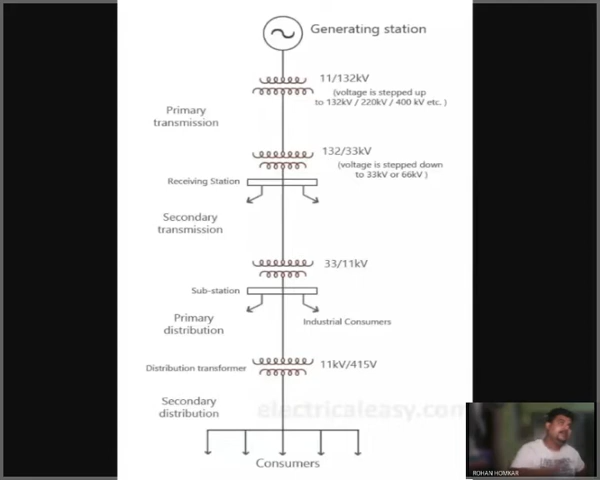 Generating station
11/132kV
(voltage is stepped up
to 132kV / 220kV / 400 kV etc. )
Primary
transmission
132/33kV
(voltage is stepped down
to 33kV or 66kV )
Receiving Station
Secondary
transmission
33/11kV
Sub-station
Primary
distribution
Industrial Consumers
Distribution transformer
11kV/415V
Secondary
distribution
electricaleasy.com
Consumers
ROHAN HOMKAR